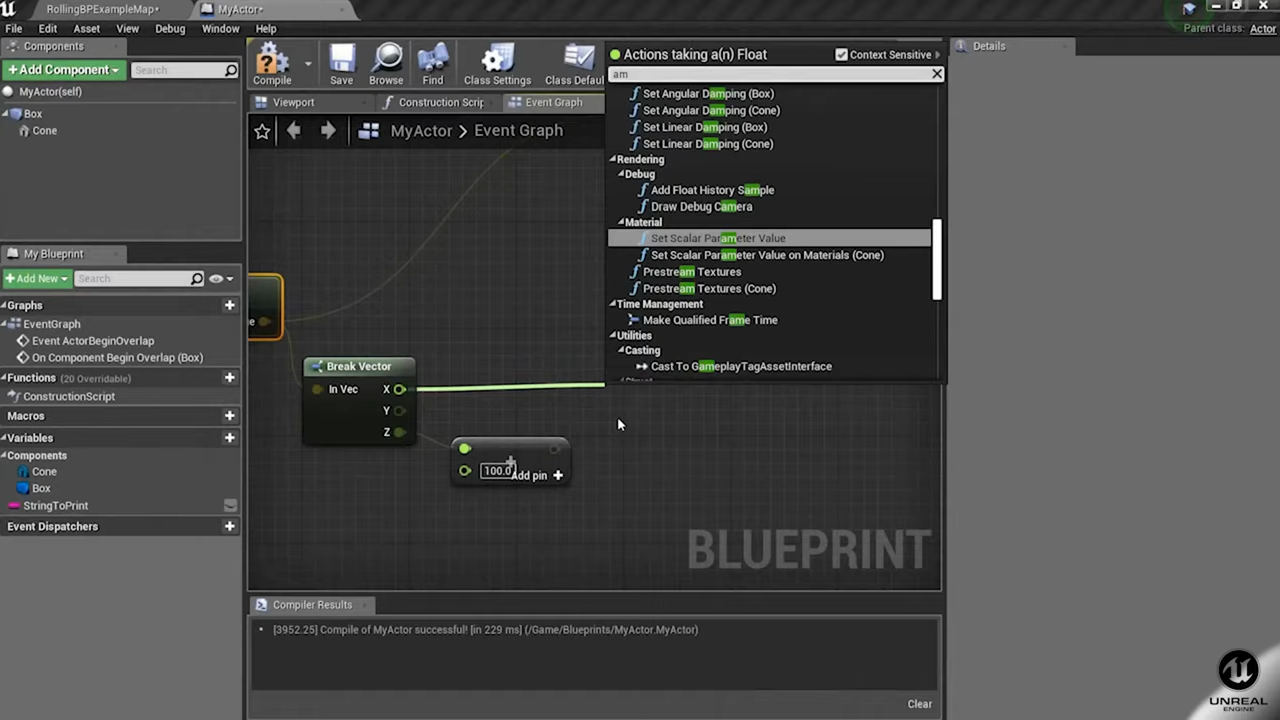 RollingBPExampleMap•
MyActor•
File Edit Asset View Debug Window Help
Parent class: Actor
Components
+ Add Component
Search
MyActor(self)
Box
Cone
Compile
Save
Browse
Find
Class Settings
Class Defau
Viewport
Construction Scrip
Event Graph
MyActor > Event Graph
Details
Actions taking a(n) Float
Context Sensitive
am
Set Angular Damping (Box)
Set Angular Damping (Cone)
Set Linear Damping (Box)
Set Linear Damping (Cone)
Rendering
Debug
Add Float History Sample
Draw Debug Camera
Material
Set Scalar Parameter Value
Set Scalar Parameter Value on Materials (Cone)
Prestream Textures
Prestream Textures (Cone)
Time Management
Make Qualified Frame Time
Utilities
Casting
Cast To GameplayTagAssetInterface
My Blueprint
+ Add New
Search
Graphs
EventGraph
Event ActorBeginOverlap
On Component Begin Overlap (Box)
Functions (20 Overridable)
ConstructionScript
Macros
Variables
Components
Cone
Box
StringToPrint
Event Dispatchers
Break Vector
In Vec X
Y
Z
100.0
Add pin +
BLUEPRINT
Compiler Results
[3952.25] Compile of MyActor successful! [in 229 ms] (/Game/Blueprints/MyActor.MyActor)
Clear
UNREAL
ENGINE